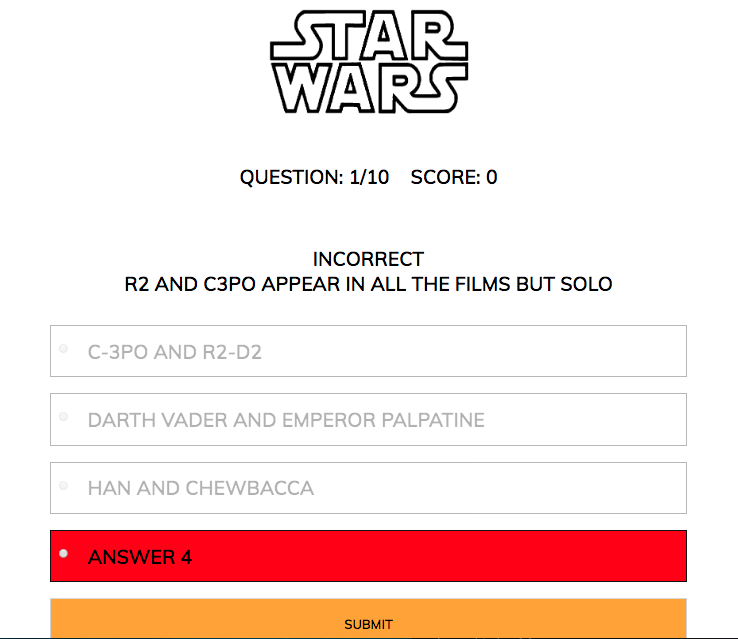 STAR
WARS
QUESTION: 1/10 SCORE: 0
INCORRECT
R2 AND C3PO APPEAR IN ALL THE FILMS BUT SOLO
C-3PO AND R2-D2
DARTH VADER AND EMPEROR PALPATINE
HAN AND CHEWBACCA
ANSWER 4
SUBMIT